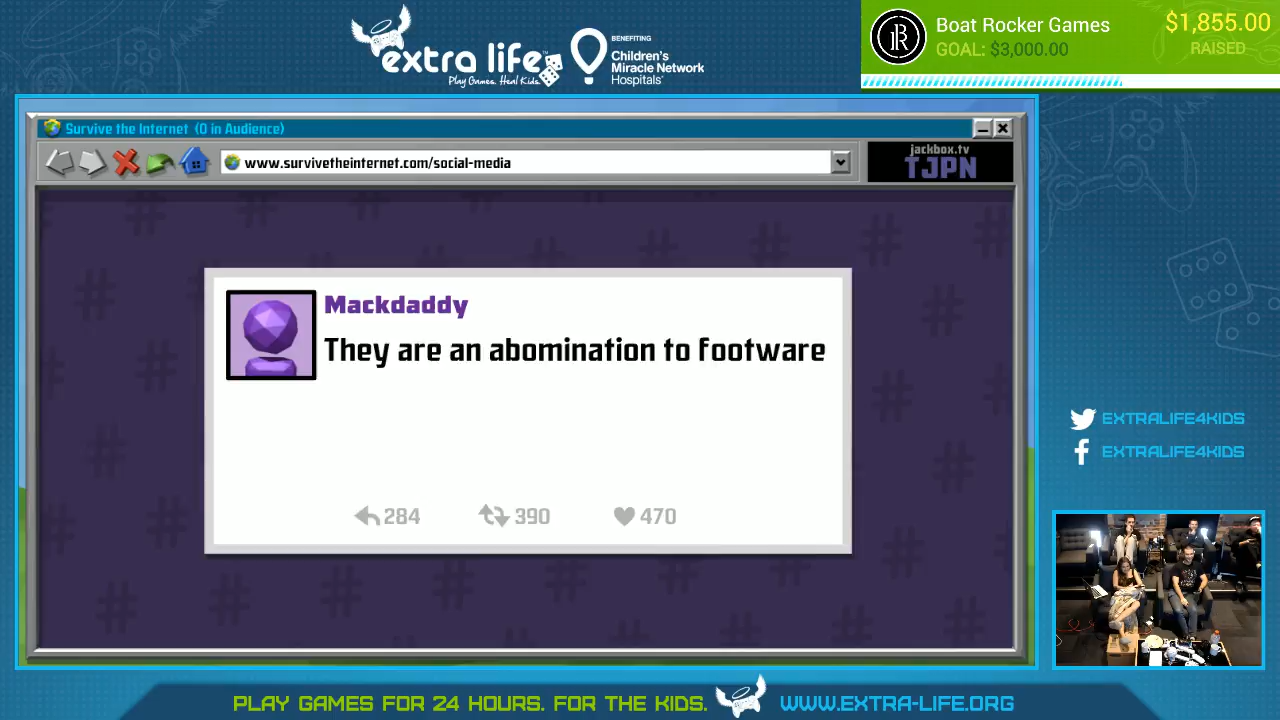 extra life™
Play Games. Heal Kids.
BENEFITING
Children's
Miracle Network
Hospitals®
Boat Rocker Games
GOAL: $3,000.00
$1,855.00
RAISED
Survive the Internet (0 in Audience)
www.survivetheinternet.com/social-media
jackbox.tv
TJPN
Mackdaddy
They are an abomination to footware
284 390 470
EXTRALIFE4KIDS
EXTRALIFE4KIDS
PLAY GAMES FOR 24 HOURS. FOR THE KIDS. WWW.EXTRA-LIFE.ORG